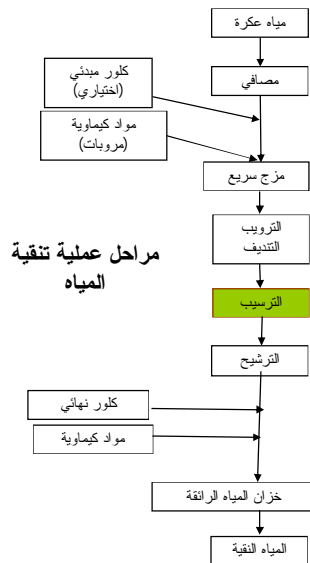 مياه عكرة
كلور مبدئي
(اختياري)
مصافي
مواد كيماوية
(مروبات)
مزج سريع
الترويب
التنديف
مراحل عملية تنقية
المياه
الترسيب
الترشيح
كلور نهائي
مواد كيماوية
خزان المياه الرائقة
المياه النقية